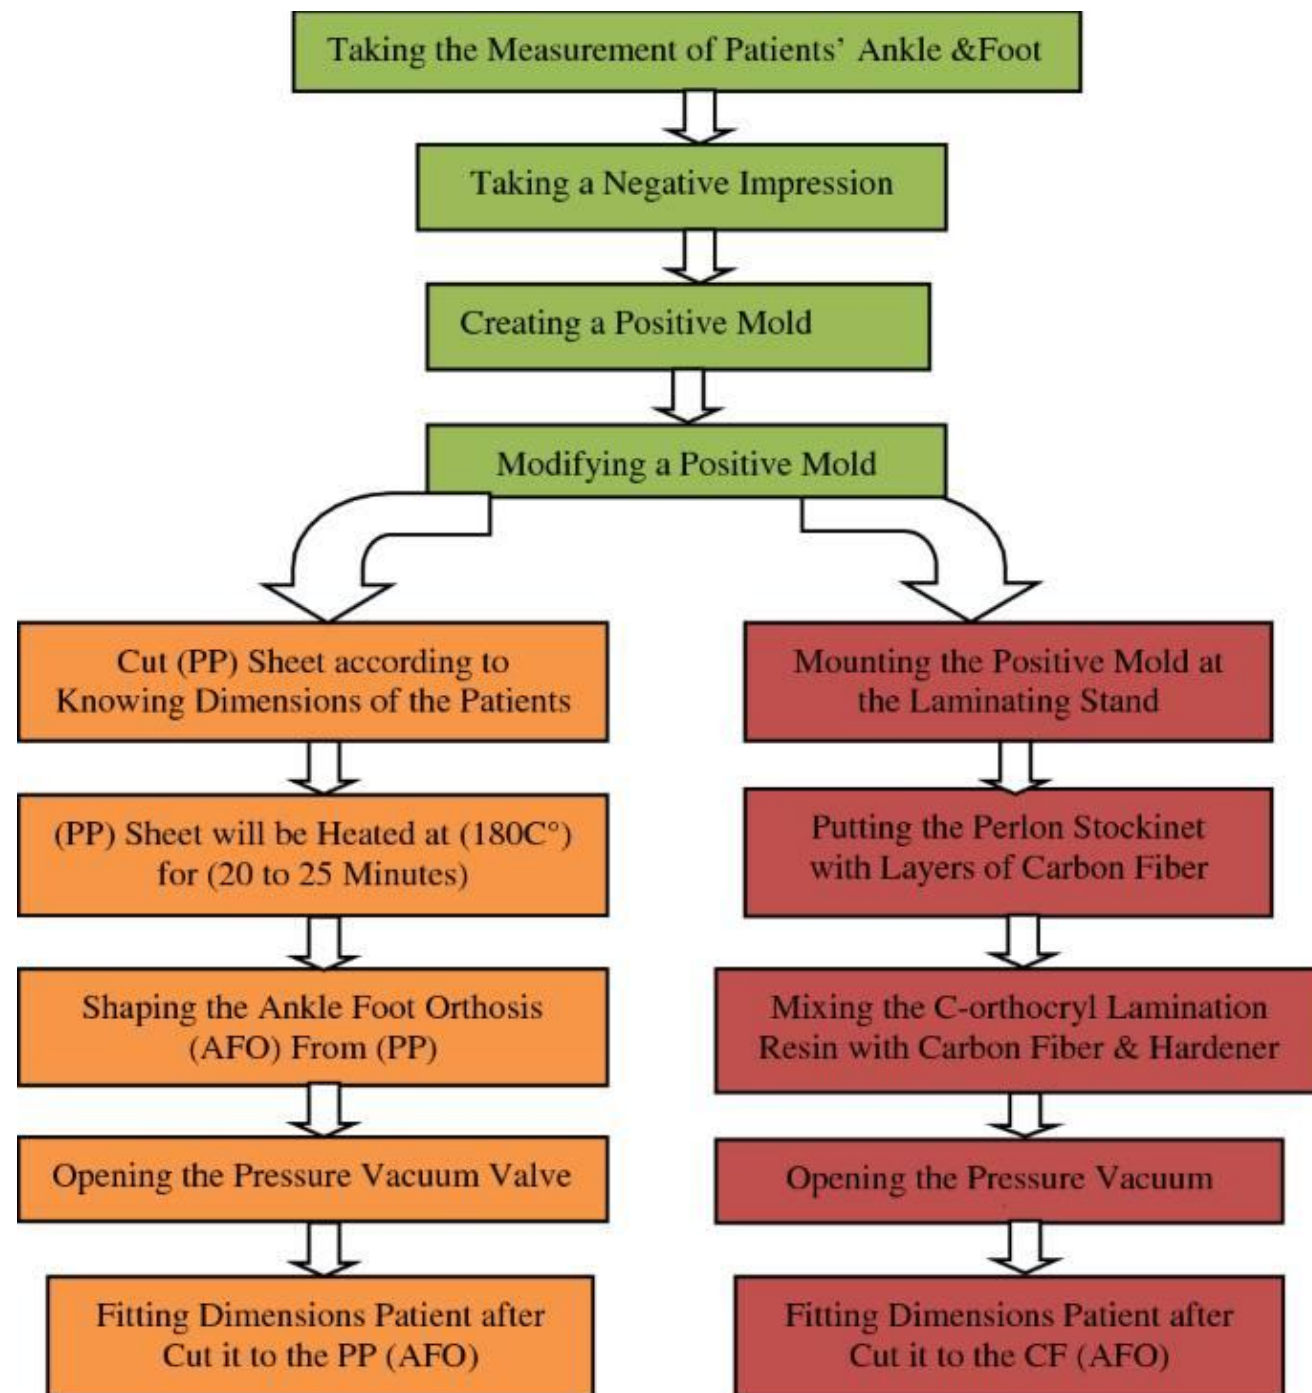 Taking the Measurement of Patients' Ankle &Foot
Taking a Negative Impression
Creating a Positive Mold
Modifying a Positive Mold
Cut (PP) Sheet according to
Knowing Dimensions of the Patients
(PP) Sheet will be Heated at (180C°)
for (20 to 25 Minutes)
Shaping the Ankle Foot Orthosis
(AFO) From (PP)
Opening the Pressure Vacuum Valve
Fitting Dimensions Patient after
Cut it to the PP (AFO)
Mounting the Positive Mold at
the Laminating Stand
Putting the Perlon Stockinet
with Layers of Carbon Fiber
Mixing the C-orthocryl Lamination
Resin with Carbon Fiber & Hardener
Opening the Pressure Vacuum
Fitting Dimensions Patient after
Cut it to the CF (AFO)